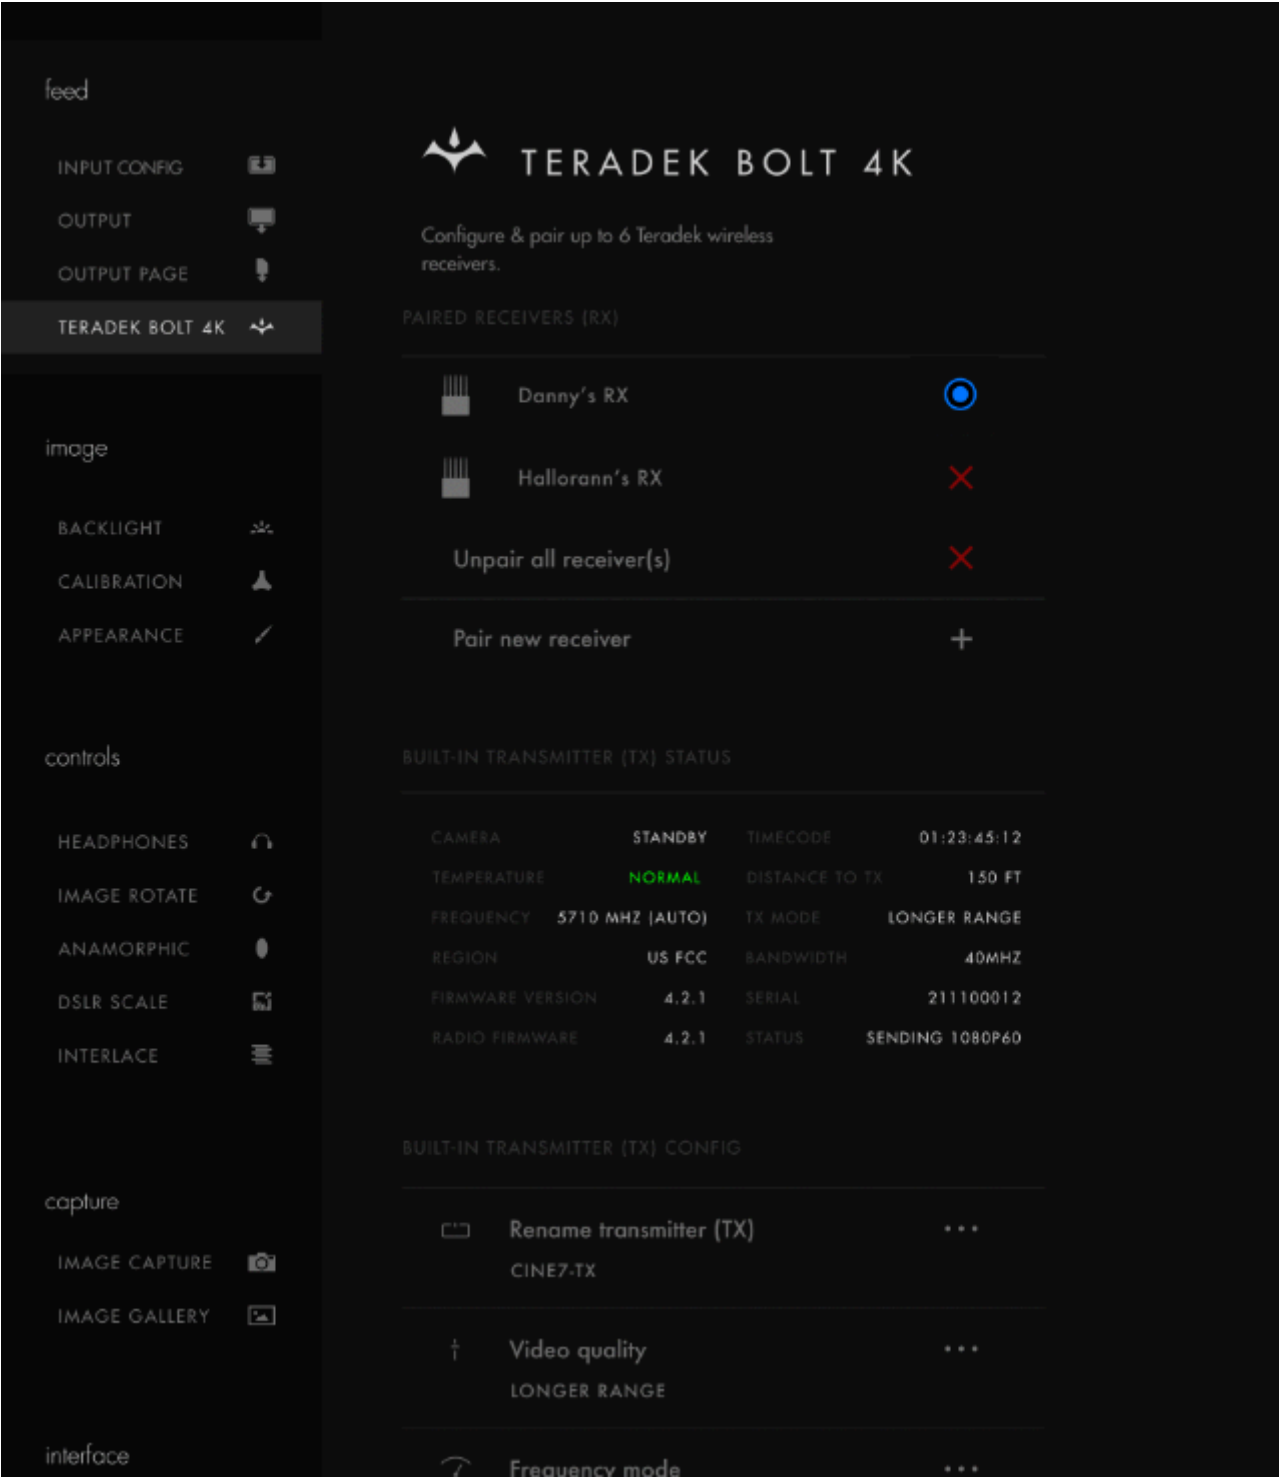 feed
INPUT CONFIG
OUTPUT
OUTPUT PAGE
TERADEK BOLT 4K
image
BACKLIGHT
CALIBRATION
APPEARANCE
controls
HEADPHONES
IMAGE ROTATE
ANAMORPHIC
DSLR SCALE
INTERLACE
capture
IMAGE CAPTURE
IMAGE GALLERY
interface
TERADEK BOLT 4K
Configure & pair up to 6 Teradek wireless
receivers.
PAIRED RECEIVERS (RX)
Danny's RX
Hallorann's RX
Unpair all receiver(s)
Pair new receiver
BUILT-IN TRANSMITTER (TX) STATUS
CAMERA STANDBY TIMECODE 01:23:45:12
TEMPERATURE NORMAL DISTANCE TO TX 150 FT
FREQUENCY 5710 MHZ (AUTO) TX MODE LONGER RANGE
REGION US FCC BANDWIDTH 40MHZ
FIRMWARE VERSION 4.2.1 SERIAL 211100012
RADIO FIRMWARE 4.2.1 STATUS SENDING 1080P60
BUILT-IN TRANSMITTER (TX) CONFIG
Rename transmitter (TX)
CINE7-TX
Video quality
LONGER RANGE
Frequency mode